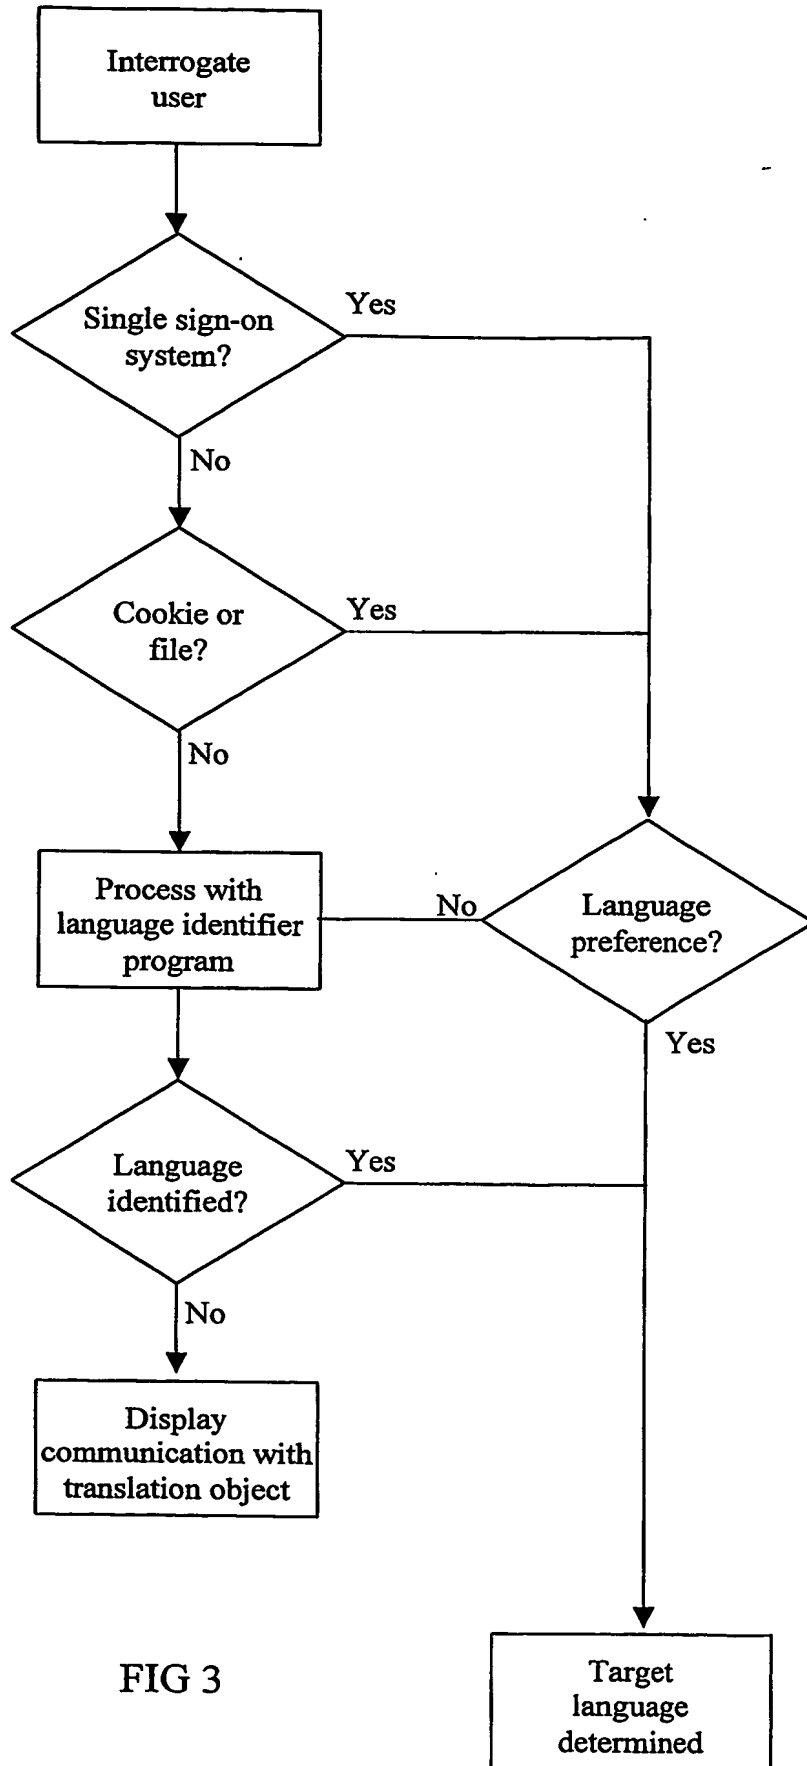 Interrogate
user
Single sign-on
system?
Yes
No
Cookie or
file?
Yes
No
Process with
language identifier
program
No
Language
preference?
Yes
Language
identified?
Yes
No
Display
communication with
translation object
FIG 3
Target
language
determined